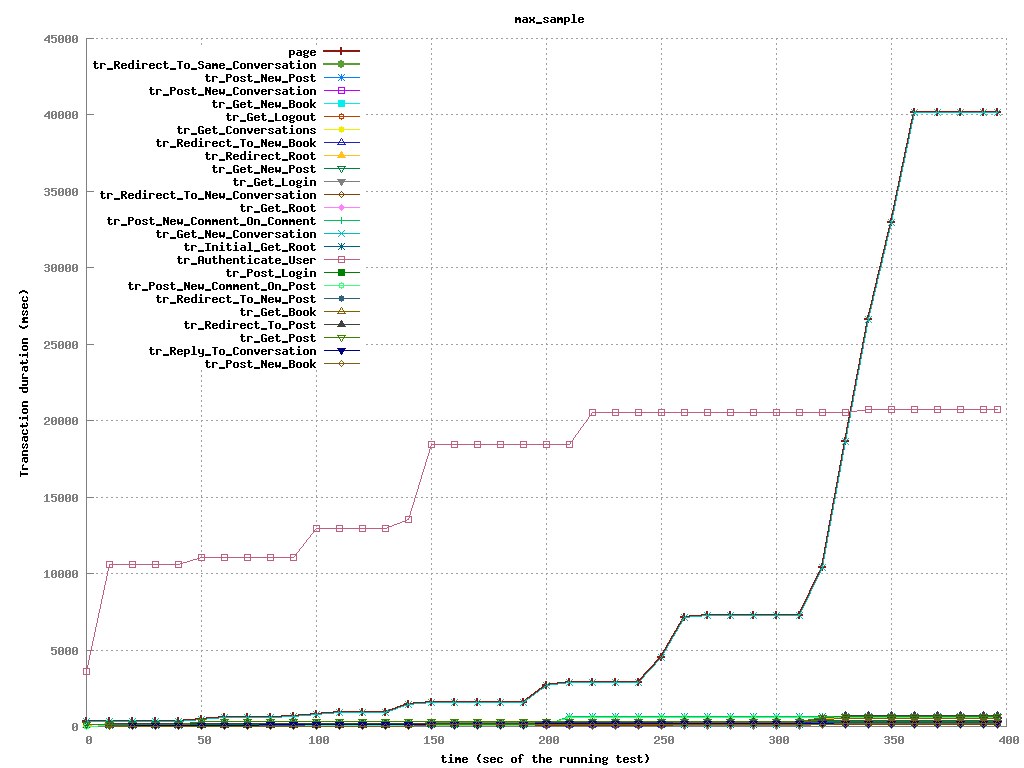 max_sample
45000
40000
35000
30000
25000
20000
15000
10000
5000
0
Transaction duration (msec)
page
tr_Redirect_To_Same_Conversation
tr_Post_New_Post
tr_Post_New_Conversation
tr_Get_New_Book
tr_Get_Logout
tr_Get_Conversations
tr_Redirect_To_New_Book
tr_Redirect_Root
tr_Get_New_Post
tr_Get_Login
tr_Redirect_To_New_Conversation
tr_Get_Root
tr_Post_New_Comment_On_Comment
tr_Get_New_Conversation
tr_Initial_Get_Root
tr_Authenticate_User
tr_Post_Login
tr_Post_New_Comment_On_Post
tr_Redirect_To_New_Post
tr_Get_Book
tr_Redirect_To_Post
tr_Get_Post
tr_Reply_To_Conversation
tr_Post_New_Book
0 50 100 150 200 250 300 350 400
time (sec of the running test)